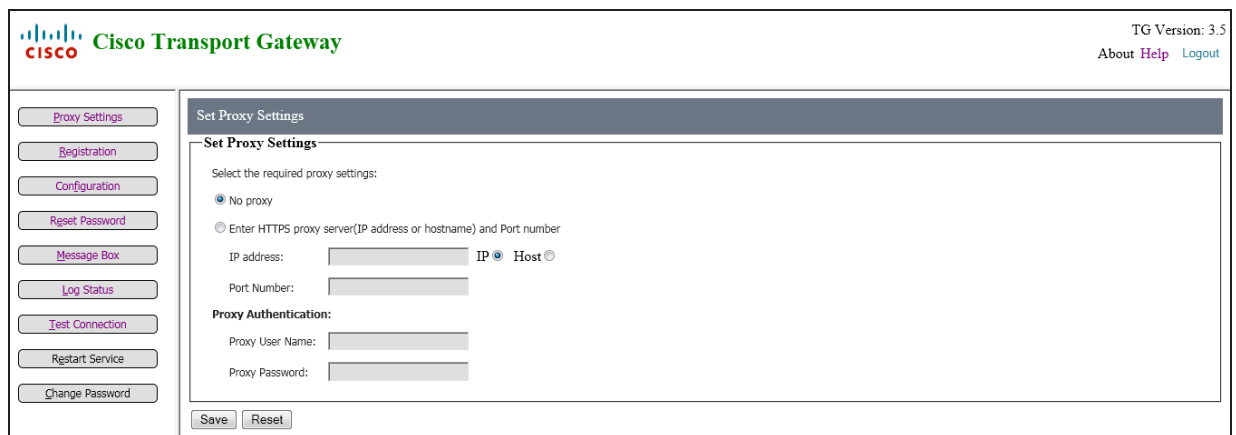 CISCO
Cisco Transport Gateway
TG Version: 3.5
About Help Logout
Proxy Settings
Registration
Configuration
Reset Password
Message Box
Log Status
Test Connection
Restart Service
Change Password
Set Proxy Settings
Set Proxy Settings
Select the required proxy settings:
No proxy
Enter HTTPS proxy server(IP address or hostname) and Port number
IP address: IP Host
Port Number:
Proxy Authentication:
Proxy User Name:
Proxy Password:
Save Reset